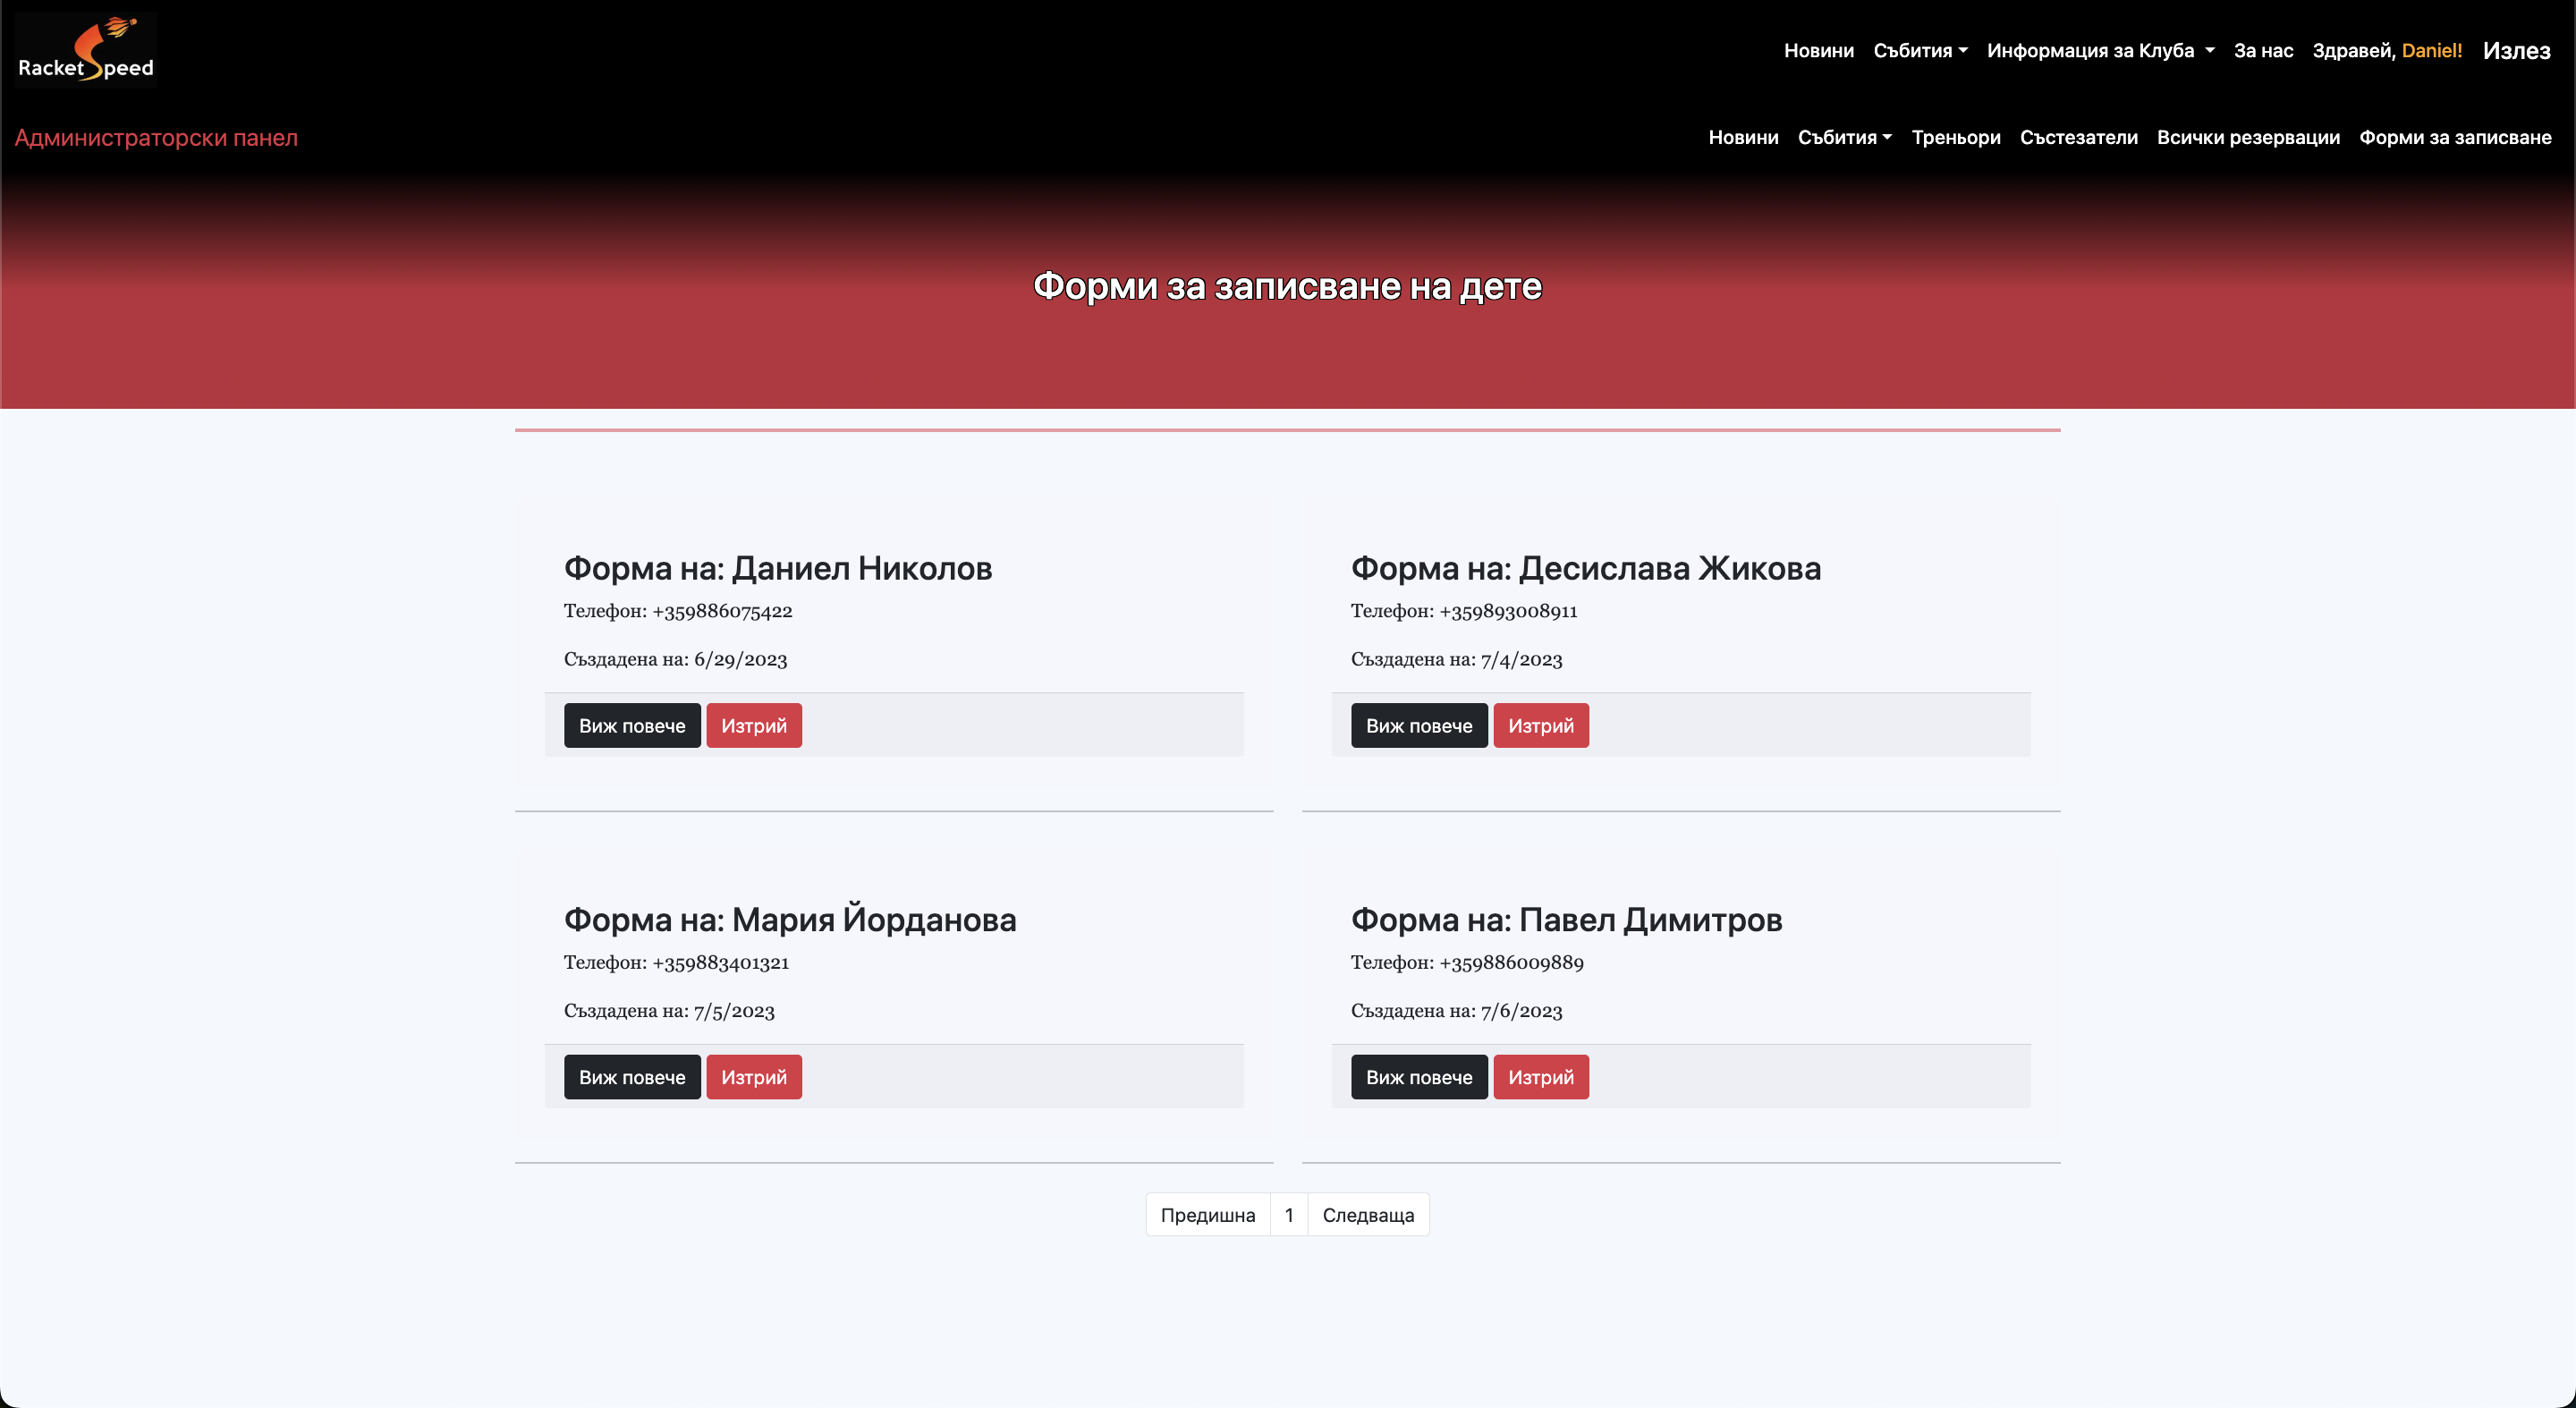 RacketSpeed
Новини Събития Информация за Клуба За нас Здравей, Daniel! Излез
Администраторски панел
Новини Събития Треньори Състезатели Всички резервации Форми за записване
Форми за записване на дете
Форма на: Даниел Николов
Телефон: +359886075422
Създадена на: 6/29/2023
Виж повече Изтрий
Форма на: Десислава Жикова
Телефон: +359893008911
Създадена на: 7/4/2023
Виж повече Изтрий
Форма на: Мария Йорданова
Телефон: +359883401321
Създадена на: 7/5/2023
Виж повече Изтрий
Форма на: Павел Димитров
Телефон: +359886009889
Създадена на: 7/6/2023
Виж повече Изтрий
Предишна 1 Следваща